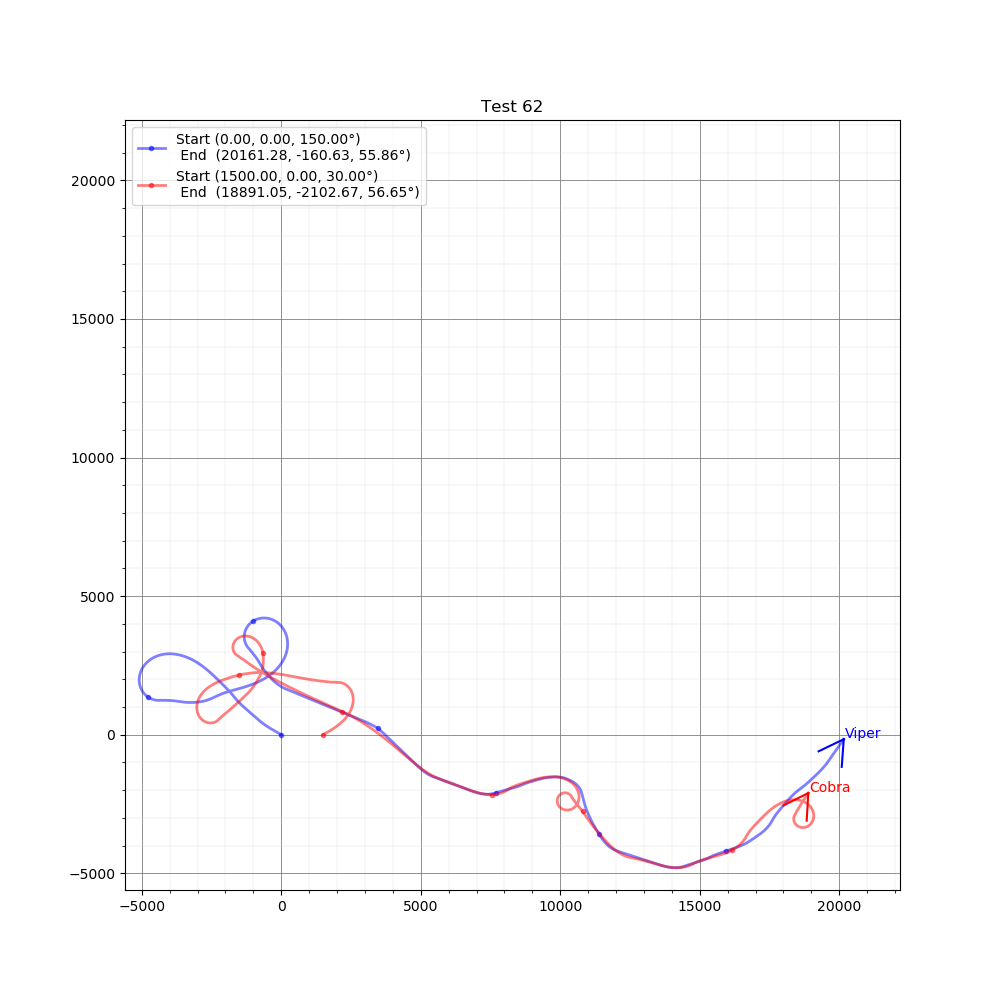 Test 62
Start (0.00, 0.00, 150.00°)
End  (20161.28, -160.63, 55.86°)
Start (1500.00, 0.00, 30.00°)
End  (18891.05, -2102.67, 56.65°)
20000
15000
10000
5000
0
−5000
Viper
Cobra
−5000 0 5000 10000 15000 20000